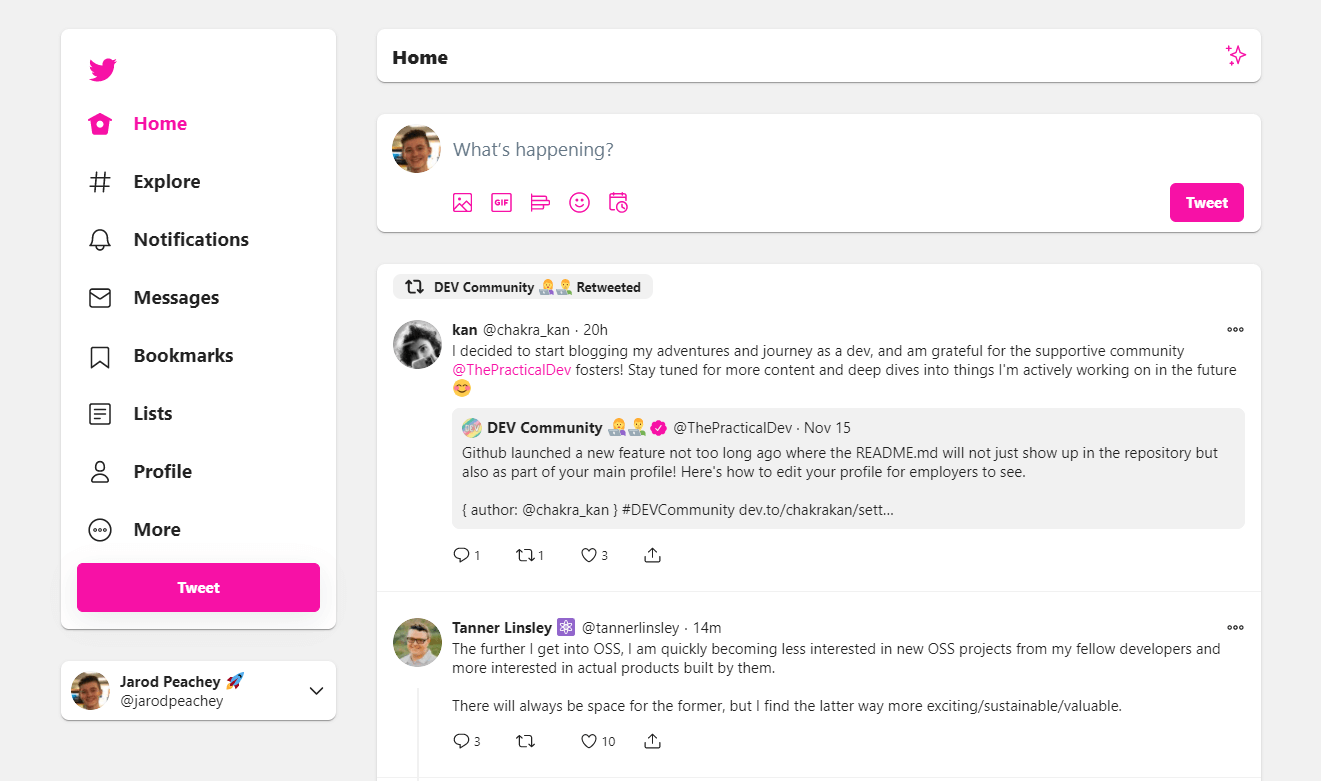 Home
Explore
Notifications
Messages
Bookmarks
Lists
Profile
More
Tweet
Jarod Peachey 🚀
@jarodpeachey
Home
What's happening?
GIF
Tweet
DEV Community 👩‍💻👨‍💻 Retweeted
kan @chakra_kan · 20h
I decided to start blogging my adventures and journey as a dev, and am grateful for the supportive community
@ThePracticalDev fosters! Stay tuned for more content and deep dives into things I'm actively working on in the future
😊
DEV
DEV Community 👩‍💻👨‍💻 @ThePracticalDev · Nov 15
Github launched a new feature not too long ago where the README.md will not just show up in the repository but
also as part of your main profile! Here's how to edit your profile for employers to see.
{ author: @chakra_kan } #DEVCommunity dev.to/chakrakan/sett...
1 1 3
Tanner Linsley ⚛ @tannerlinsley · 14m
The further I get into OSS, I am quickly becoming less interested in new OSS projects from my fellow developers and
more interested in actual products built by them.
There will always be space for the former, but I find the latter way more exciting/sustainable/valuable.
3 10